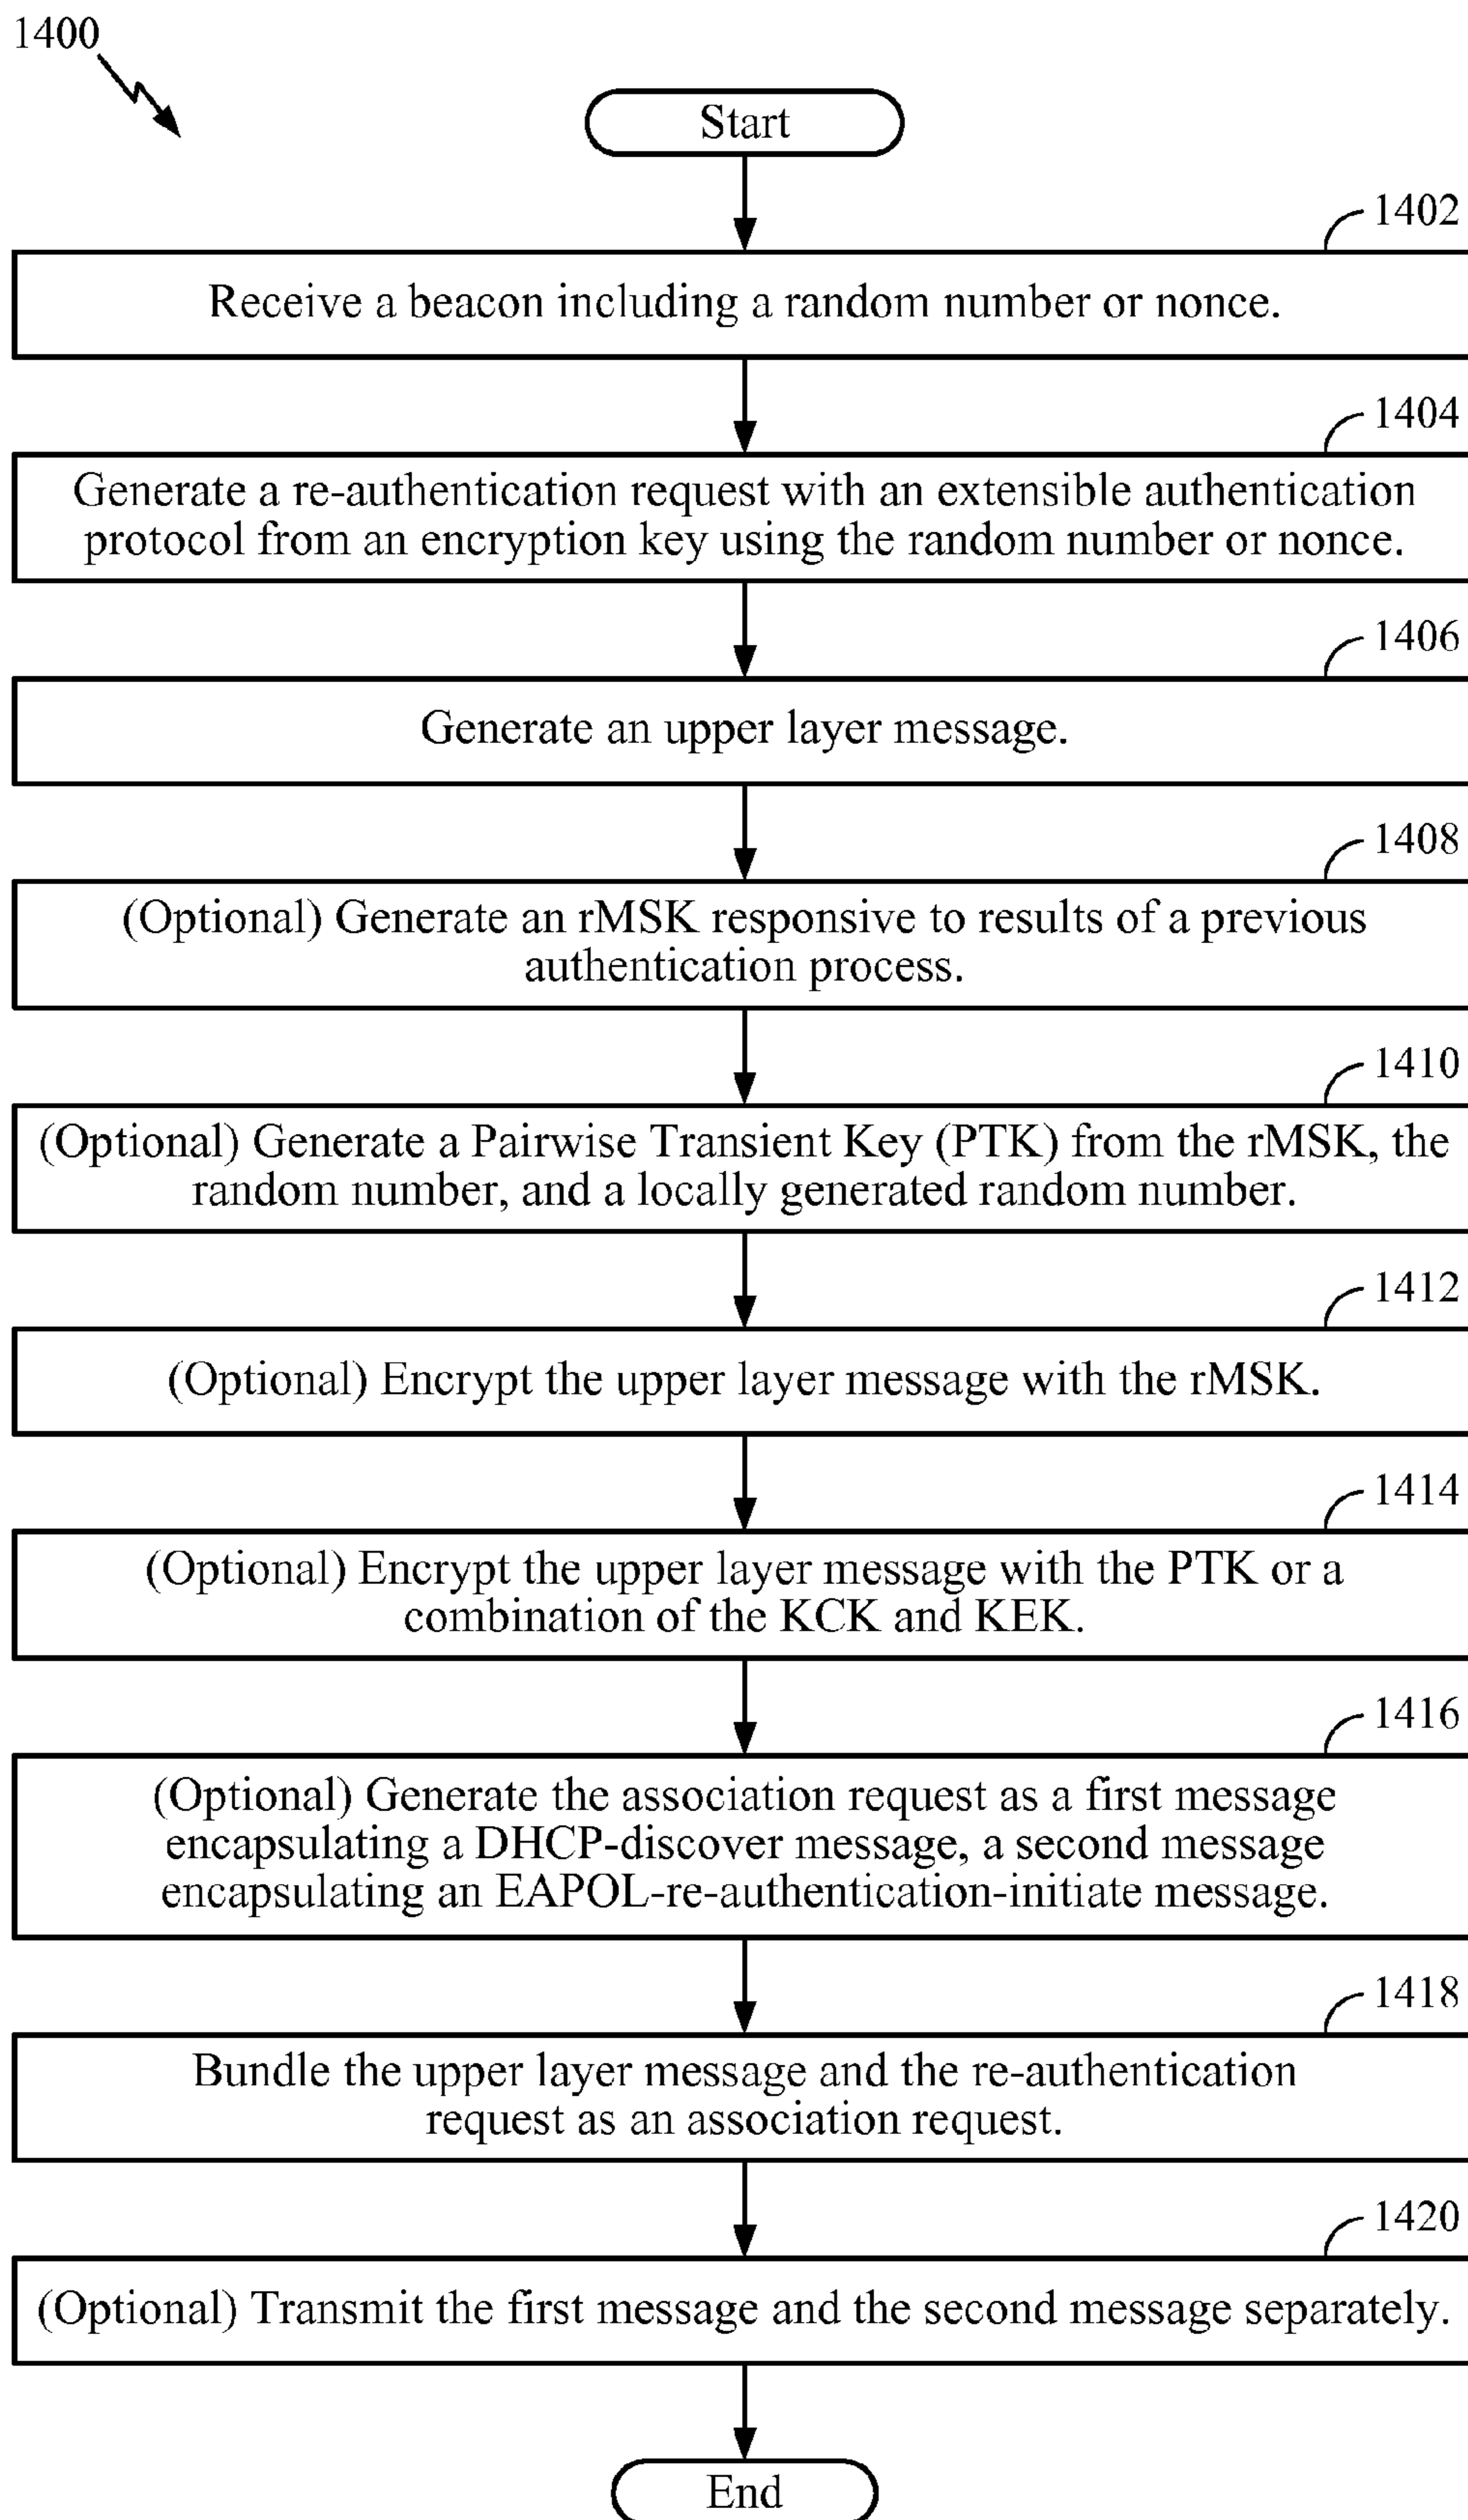 1400
Start
1402
Receive a beacon including a random number or nonce.
1404
Generate a re-authentication request with an extensible authentication
protocol from an encryption key using the random number or nonce.
1406
Generate an upper layer message.
1408
(Optional) Generate an rMSK responsive to results of a previous
authentication process.
1410
(Optional) Generate a Pairwise Transient Key (PTK) from the rMSK, the
random number, and a locally generated random number.
1412
(Optional) Encrypt the upper layer message with the rMSK.
1414
(Optional) Encrypt the upper layer message with the PTK or a
combination of the KCK and KEK.
1416
(Optional) Generate the association request as a first message
encapsulating a DHCP-discover message, a second message
encapsulating an EAPOL-re-authentication-initiate message.
1418
Bundle the upper layer message and the re-authentication
request as an association request.
1420
(Optional) Transmit the first message and the second message separately.
End